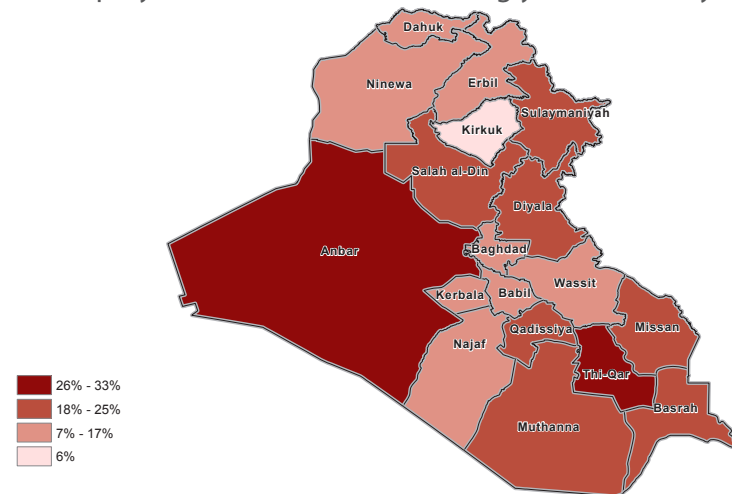 Dahuk
Ninewa
Erbil
Sulaymaniyah
Kirkuk
Salah al-Din
Diyala
Anbar
Baghdad
Wassit
Kerbala
Babil
Missan
Qadissiya
Najaf
Thi-Qar
Basrah
Muthanna
26% - 33%
18% - 25%
7% - 17%
6%